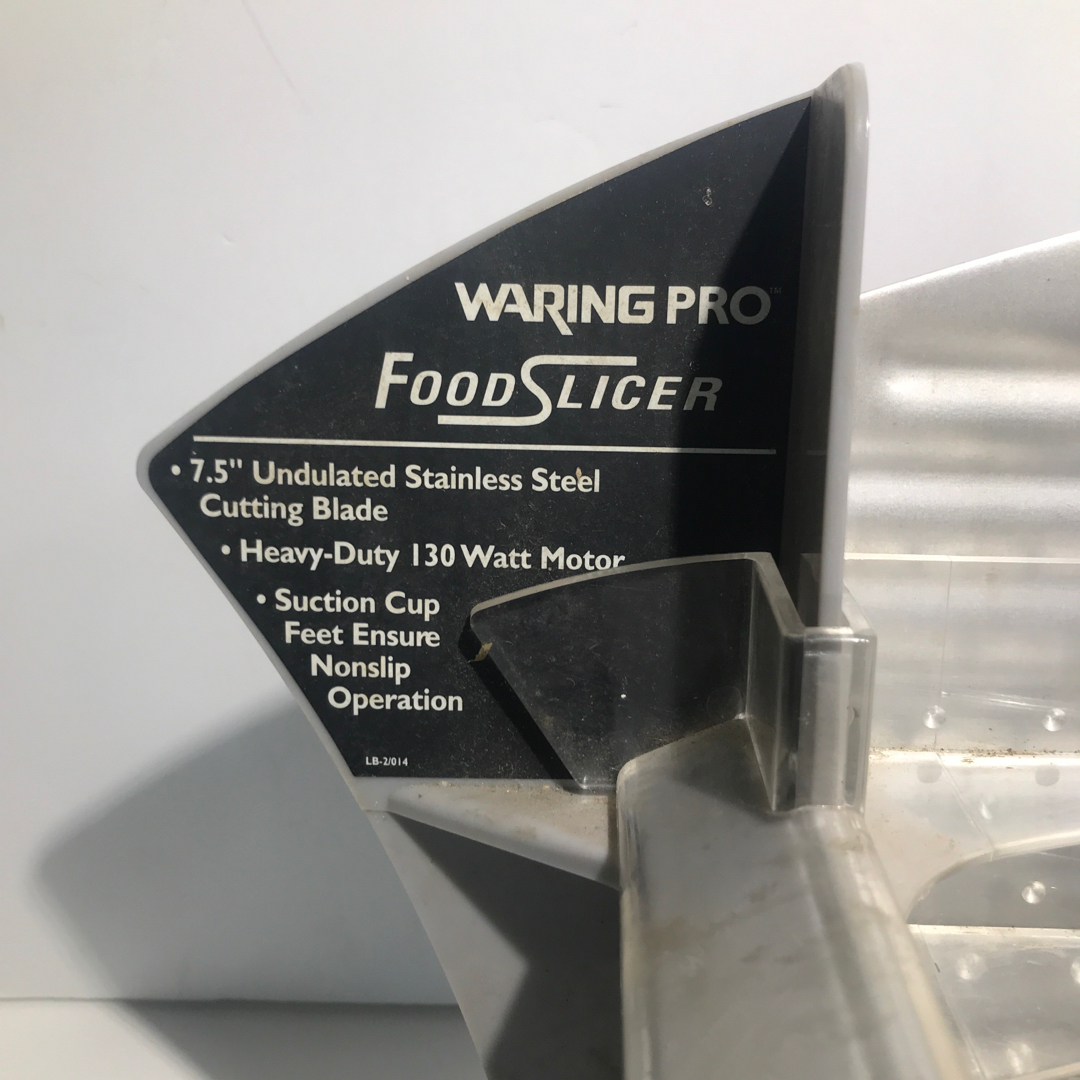 WARING PRO™
FOODSLICER
• 7.5" Undulated Stainless Steel
Cutting Blade
• Heavy-Duty 130 Watt Motor
• Suction Cup
Feet Ensure
Nonslip
Operation
LB-2/014